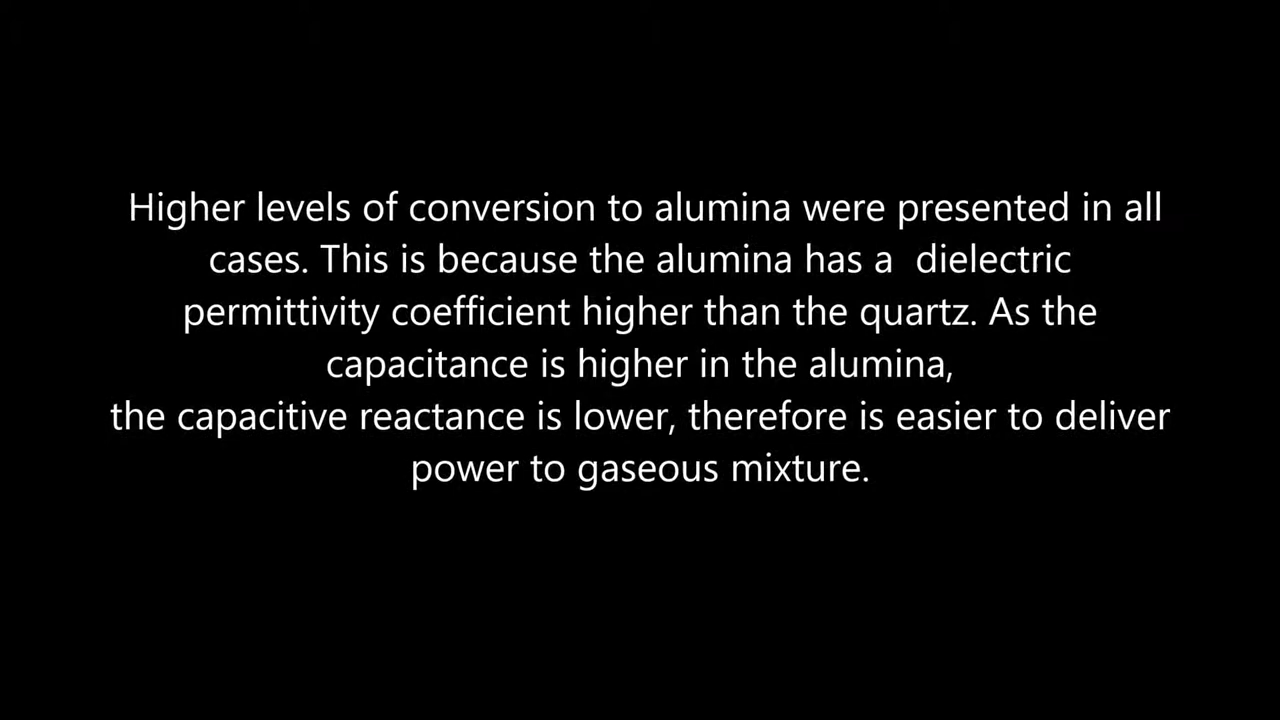 Higher levels of conversion to alumina were presented in all
cases. This is because the alumina has a  dielectric
permittivity coefficient higher than the quartz. As the
capacitance is higher in the alumina,
the capacitive reactance is lower, therefore is easier to deliver
power to gaseous mixture.